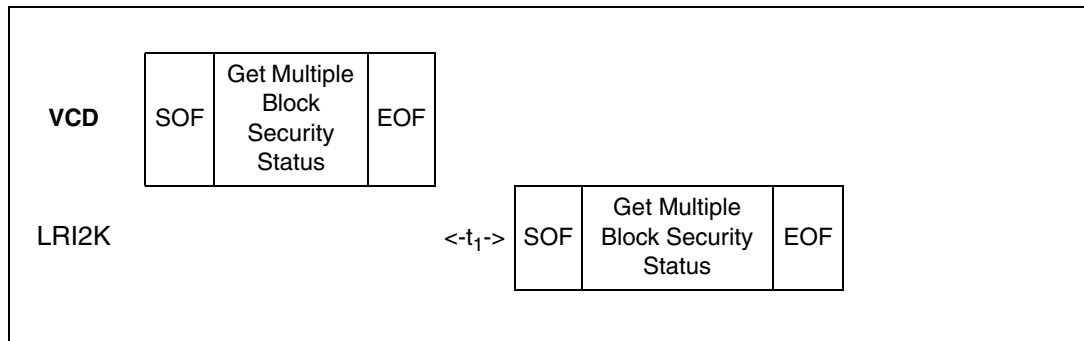 VCD
SOF
Get Multiple
Block
Security
Status
EOF
LRI2K
<-t1->
SOF
Get Multiple
Block Security
Status
EOF